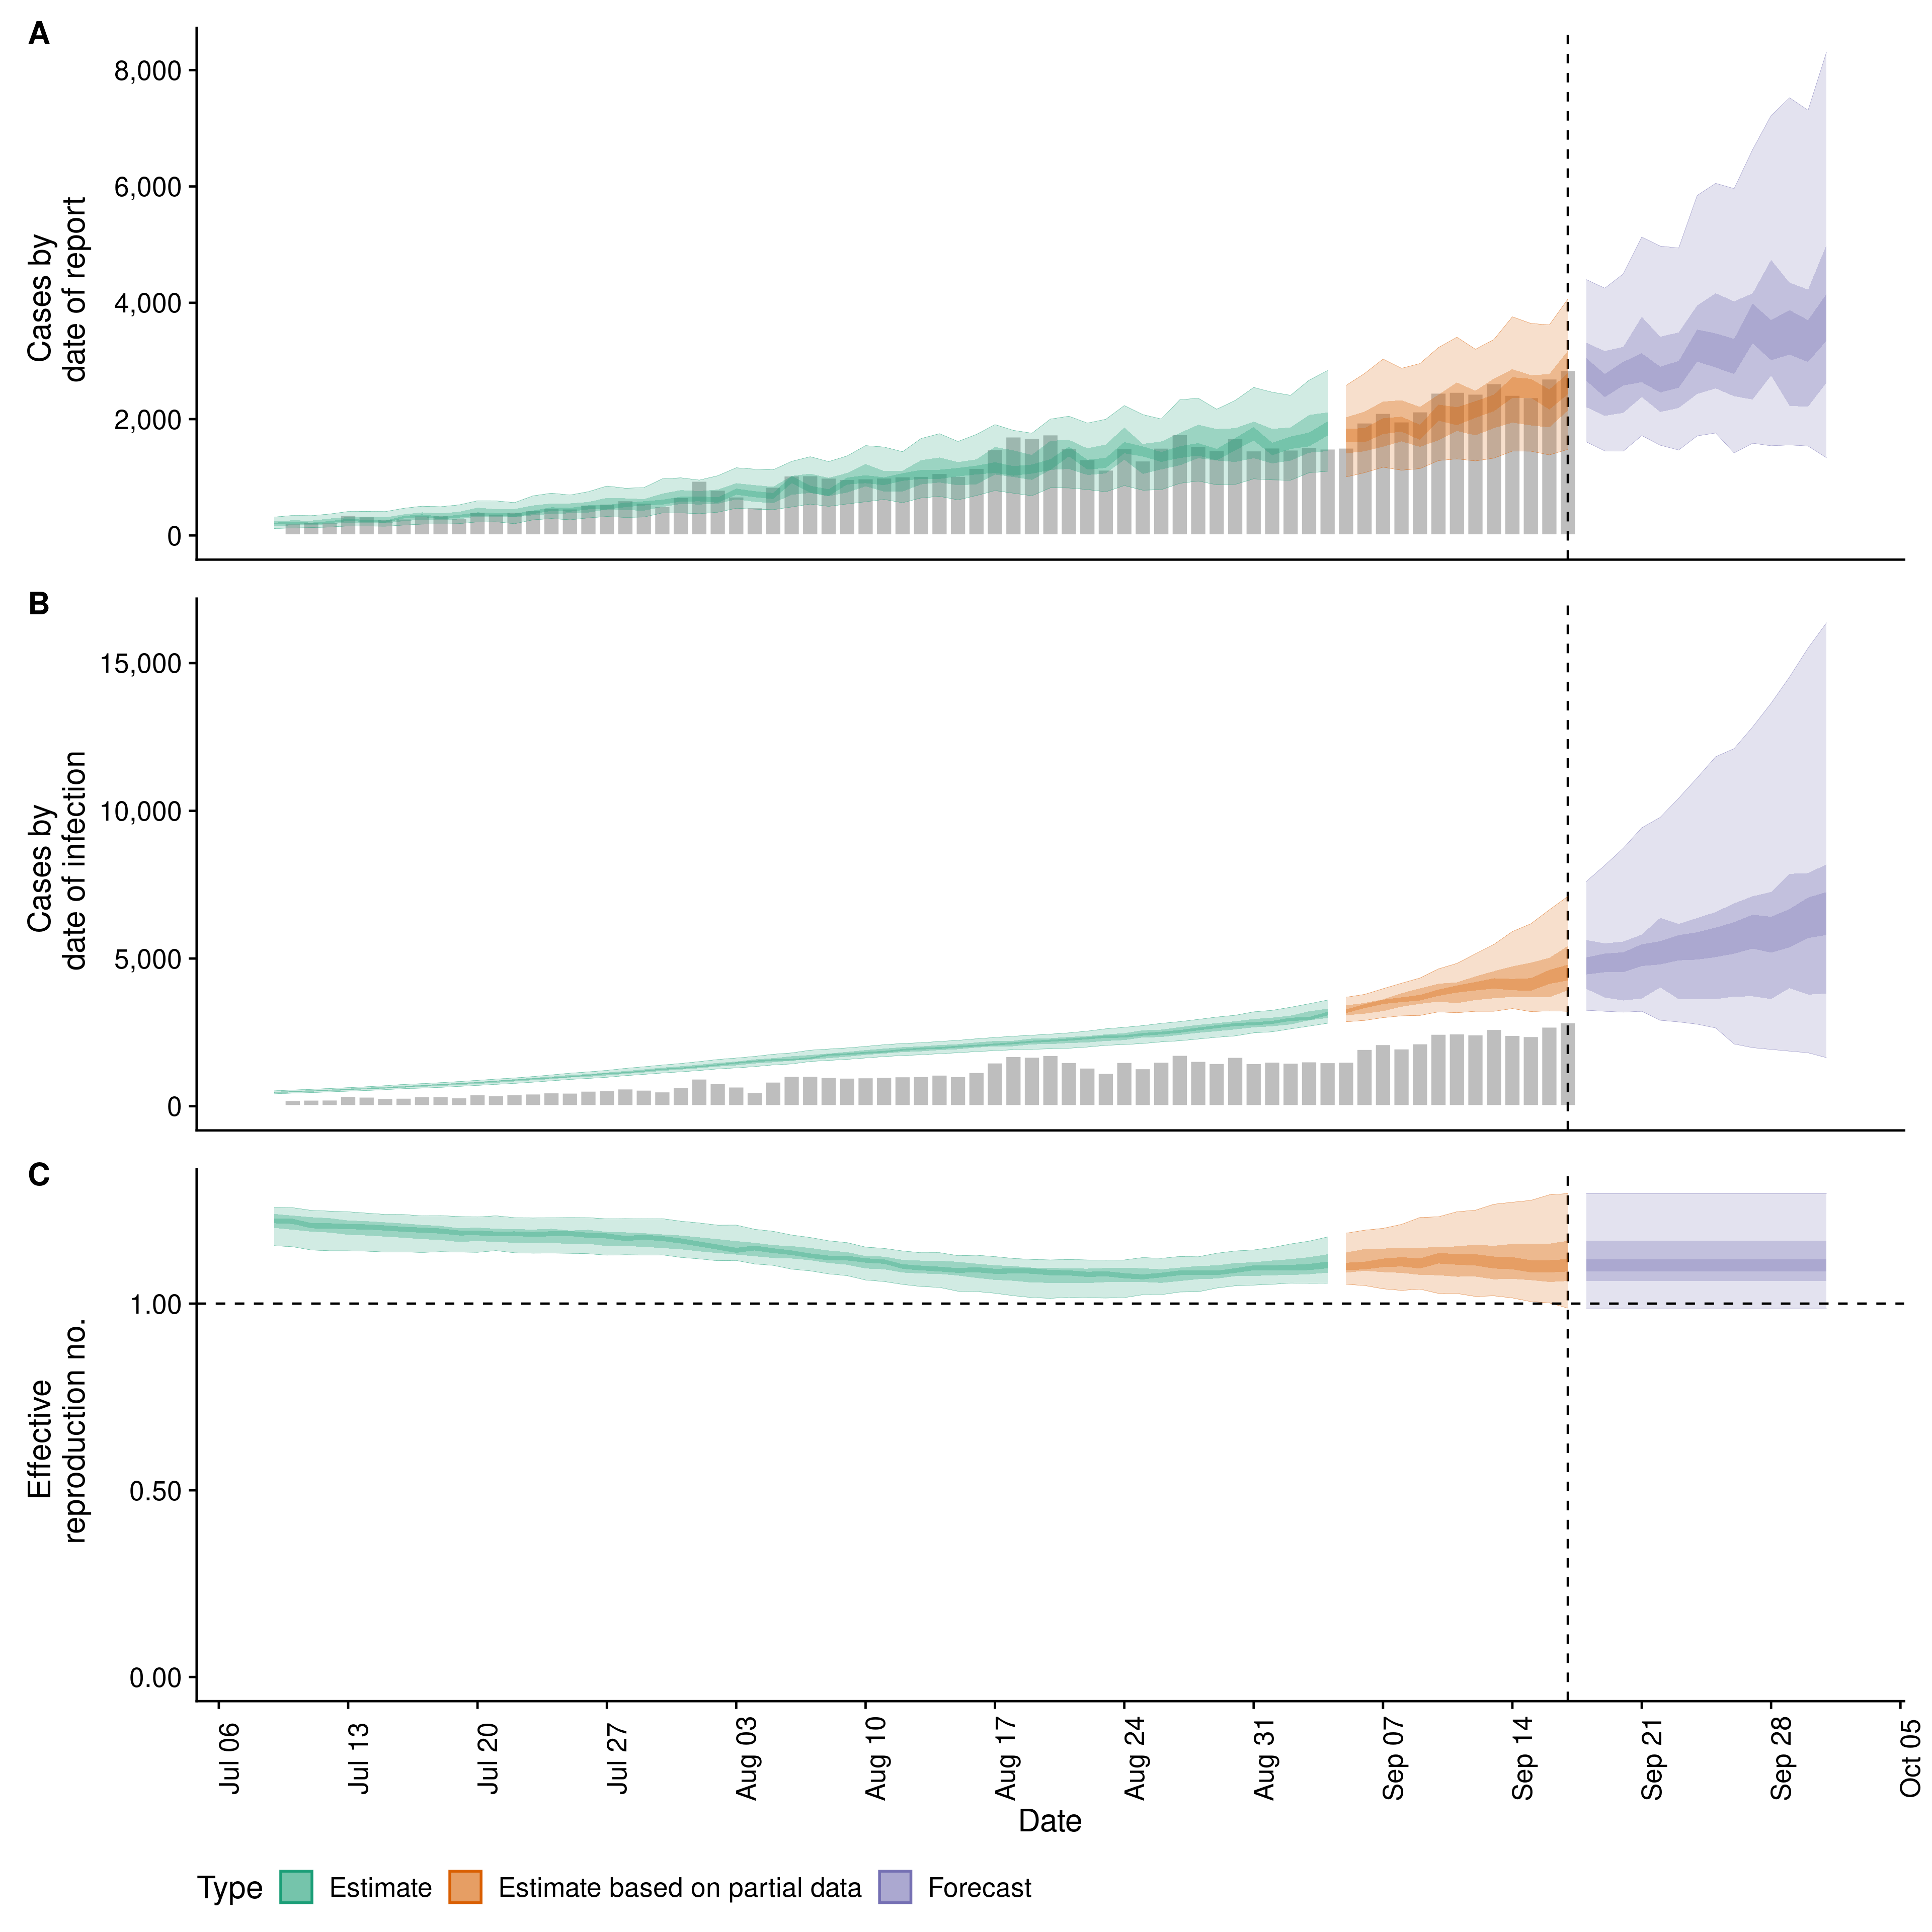 A
8,000
6,000
4,000
2,000
0
Cases by
date of report
B
15,000
10,000
5,000
0
Cases by
date of infection
C
1.00
0.50
0.00
Effective
reproduction no.
Jul 06
Jul 13
Jul 20
Jul 27
Aug 03
Aug 10
Aug 17
Aug 24
Aug 31
Sep 07
Sep 14
Sep 21
Sep 28
Oct 05
Date
Type Estimate Estimate based on partial data Forecast